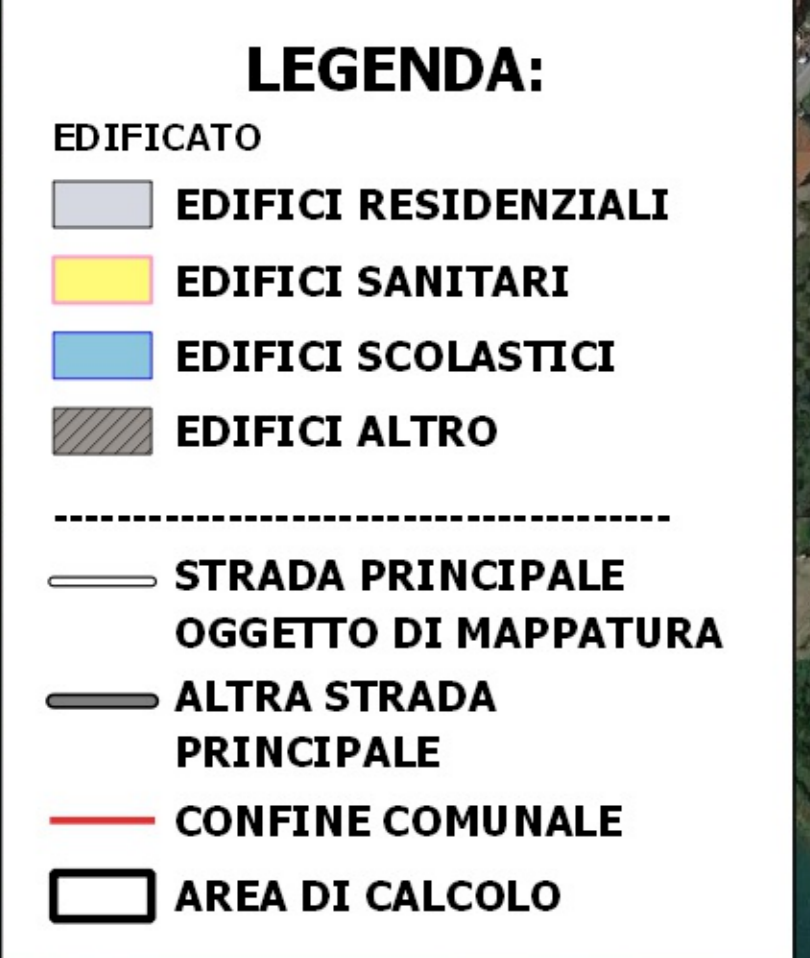 LEGENDA:
EDIFICATO
EDIFICI RESIDENZIALI
EDIFICI SANITARI
EDIFICI SCOLASTICI
EDIFICI ALTRO
---------------------------------------
STRADA PRINCIPALE
OGGETTO DI MAPPATURA
ALTRA STRADA
PRINCIPALE
CONFINE COMUNALE
AREA DI CALCOLO